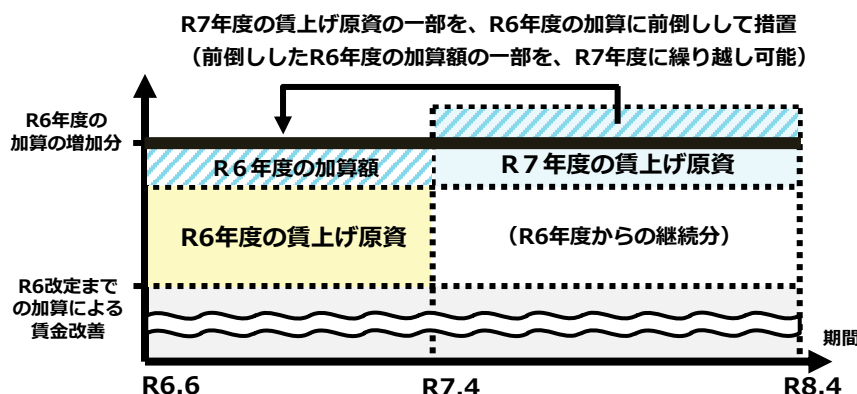 R7年度の賃上げ原資の一部を、R6年度の加算に前倒しして措置
（前倒ししたR6年度の加算額の一部を、R7年度に繰り越し可能）
R6年度の
加算の増加分
R６年度の加算額
R７年度の賃上げ原資
R6年度の賃上げ原資
（R6年度からの継続分）
R6改定まで
の加算による
賃金改善
期間
R6.6
R7.4
R8.4